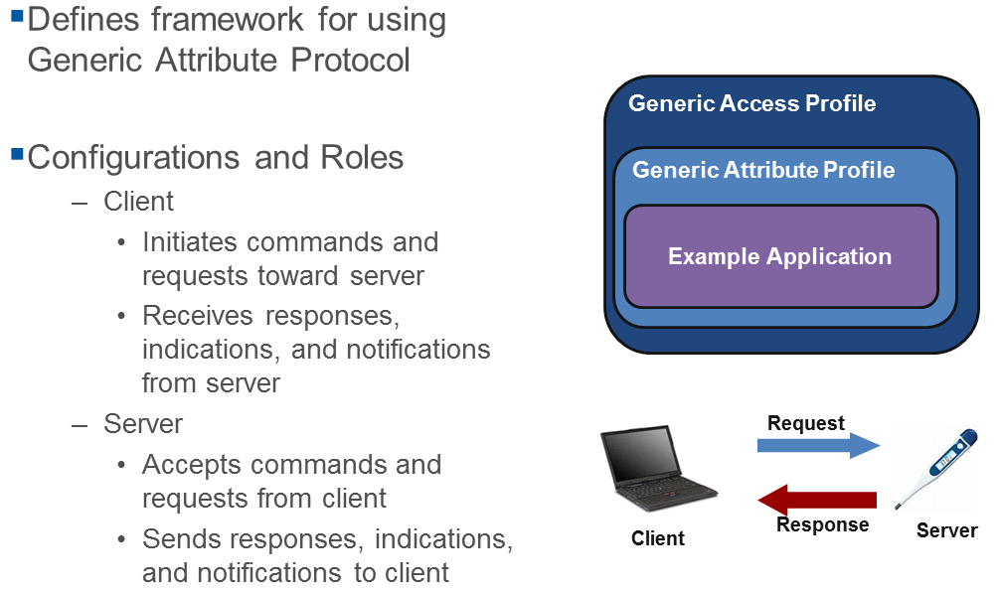 ▪Defines framework for using
Generic Attribute Protocol
▪Configurations and Roles
– Client
• Initiates commands and
requests toward server
• Receives responses,
indications, and notifications
from server
– Server
• Accepts commands and
requests from client
• Sends responses, indications,
and notifications to client
Generic Access Profile
Generic Attribute Profile
Example Application
Request
Response
Client
Server